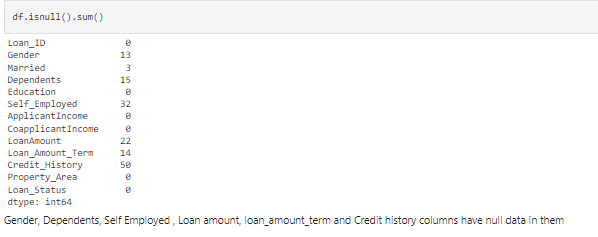 df.isnull().sum()
Loan_ID 0
Gender 13
Married 3
Dependents 15
Education 0
Self_Employed 32
ApplicantIncome 0
CoapplicantIncome 0
LoanAmount 22
Loan_Amount_Term 14
Credit_History 50
Property_Area 0
Loan_Status 0
dtype: int64
Gender, Dependents, Self Employed , Loan amount, loan_amount_term and Credit history columns have null data in them